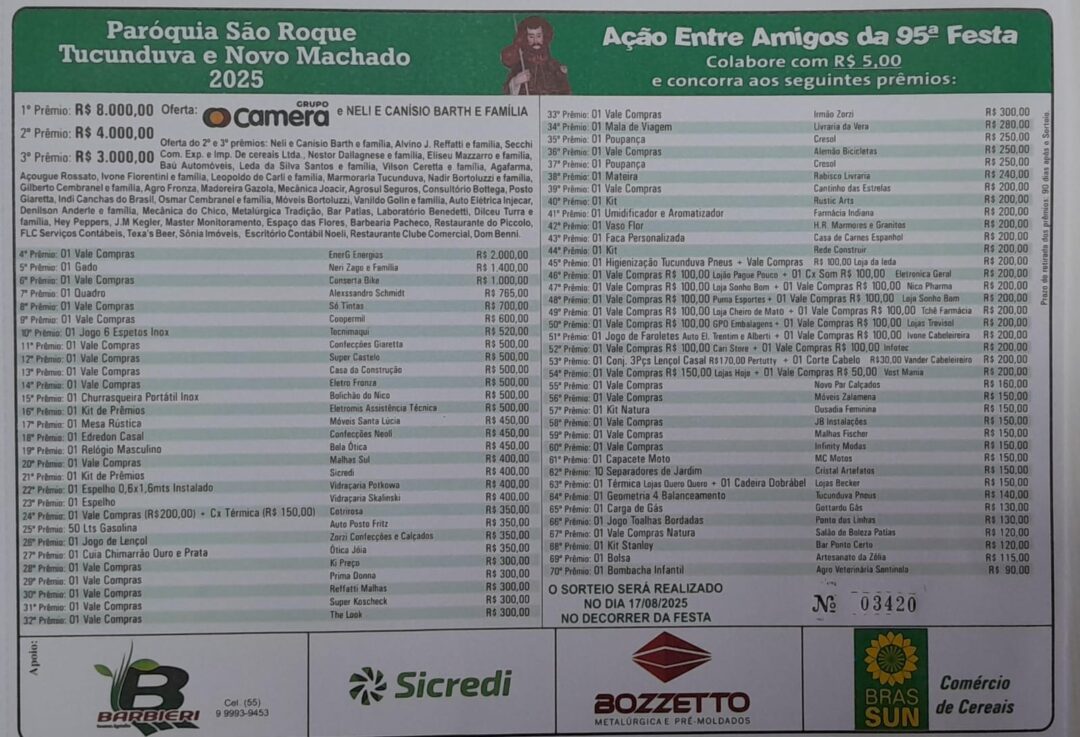 Paróquia São Roque
Tucunduva e Novo Machado
2025
Ação Entre Amigos da 95ª Festa
Colabore com R$ 5,00
e concorra aos seguintes prêmios:
1º Prêmio: R$ 8.000,00 Oferta: GRUPO camera e NELI E CANÍSIO BARTH E FAMÍLIA
2º Prêmio: R$ 4.000,00
3º Prêmio: R$ 3.000,00
Oferta do 2º e 3º prêmios: Neli e Canísio Barth e família, Alvino J. Reffatti e família, Secchi
Com. Exp. e Imp. De cereais Ltda., Nestor Dallagnese e família, Eliseu Mazzarro e família,
Baú Automóveis, Leda da Silva Santos e família, Vilson Ceretta e família, Agafarma,
Açougue Rossato, Ivone Florentini e família, Leopoldo de Carli e família, Marmoraria Tucunduva, Nadir Bortoluzzi e família,
Gilberto Cembranel e família, Agro Fronza, Madoreira Gazola, Mecânica Joacir, Agrosul Seguros, Consultório Bottega, Posto
Giaretta, Indi Canchas do Brasil, Osmar Cembranel e família, Móveis Bortoluzzi, Vanildo Golin e família, Auto Elétrica Injecar,
Denilson Anderle e família, Mecânica do Chico, Metalúrgica Tradição, Bar Patias, Laboratório Benedetti, Dilceu Turra e
família, Hey Peppers, J.M Kegler, Master Monitoramento, Espaço das Flores, Barbearia Pacheco, Restaurante do Piccolo,
FLC Serviços Contábeis, Texa's Beer, Sônia Imóveis, Escritório Contábil Noeli, Restaurante Clube Comercial, Dom Benni.
4º Prêmio: 01 Vale Compras EnerG Energias R$ 2.000,00
5º Prêmio: 01 Gado Neri Zago e Família R$ 1.400,00
6º Prêmio: 01 Vale Compras Conserta Bike R$ 1.000,00
7º Prêmio: 01 Quadro Alexssandro Schmidt R$ 765,00
8º Prêmio: 01 Vale Compras Só Tintas R$ 700,00
9º Prêmio: 01 Vale Compras Coopermil R$ 600,00
10º Prêmio: 01 Jogo 6 Espetos Inox Tecnimaqui R$ 520,00
11º Prêmio: 01 Vale Compras Confecções Giaretta R$ 500,00
12º Prêmio: 01 Vale Compras Super Castelo R$ 500,00
13º Prêmio: 01 Vale Compras Casa da Construção R$ 500,00
14º Prêmio: 01 Vale Compras Eletro Fronza R$ 500,00
15º Prêmio: 01 Churrasqueira Portátil Inox Bolichão do Nico R$ 500,00
16º Prêmio: 01 Kit de Prêmios Eletromis Assistência Técnica R$ 500,00
17º Prêmio: 01 Mesa Rústica Móveis Santa Lúcia R$ 450,00
18º Prêmio: 01 Edredon Casal Confecções Neoli R$ 450,00
19º Prêmio: 01 Relógio Masculino Bela Ótica R$ 450,00
20º Prêmio: 01 Vale Compras Malhas Sul R$ 400,00
21º Prêmio: 01 Kit de Prêmios Sicredi R$ 400,00
22º Prêmio: 01 Espelho 0,6x1,6mts Instalado Vidraçaria Potkowa R$ 400,00
23º Prêmio: 01 Espelho Vidraçaria Skalinski R$ 400,00
24º Prêmio: 01 Vale Compras (R$200,00) + Cx Térmica (R$ 150,00) Cotrirosa R$ 350,00
25º Prêmio: 50 Lts Gasolina Auto Posto Fritz R$ 350,00
26º Prêmio: 01 Jogo de Lençol Zorzi Confecções e Calçados R$ 350,00
27º Prêmio: 01 Cuia Chimarrão Ouro e Prata Ótica Jóia R$ 350,00
28º Prêmio: 01 Vale Compras Ki Preço R$ 300,00
29º Prêmio: 01 Vale Compras Prima Donna R$ 300,00
30º Prêmio: 01 Vale Compras Reffatti Malhas R$ 300,00
31º Prêmio: 01 Vale Compras Super Koscheck R$ 300,00
32º Prêmio: 01 Vale Compras The Look R$ 300,00
33º Prêmio: 01 Vale Compras Irmão Zorzi R$ 300,00
34º Prêmio: 01 Mala de Viagem Livraria da Vera R$ 280,00
35º Prêmio: 01 Poupança Cresol R$ 250,00
36º Prêmio: 01 Vale Compras Alemão Bicicletas R$ 250,00
37º Prêmio: 01 Poupança Cresol R$ 250,00
38º Prêmio: 01 Mateira Rabisco Livraria R$ 240,00
39º Prêmio: 01 Vale Compras Cantinho das Estrelas R$ 200,00
40º Prêmio: 01 Kit Rustic Arts R$ 200,00
41º Prêmio: 01 Umidificador e Aromatizador Farmácia Indiana R$ 200,00
42º Prêmio: 01 Vaso Flor H.R. Marmores e Granitos R$ 200,00
43º Prêmio: 01 Faca Personalizada Casa de Carnes Espanhol R$ 200,00
44º Prêmio: 01 Kit Rede Construir R$ 200,00
45º Prêmio: 01 Higienização Tucunduva Pneus + Vale Compras R$ 100,00 Loja da Ieda R$ 200,00
46º Prêmio: 01 Vale Compras R$ 100,00 Lojão Pague Pouco + 01 Cx Som R$ 100,00 Eletronica Geral R$ 200,00
47º Prêmio: 01 Vale Compras R$ 100,00 Loja Sonho Bom + 01 Vale Compras R$ 100,00 Nico Pharma R$ 200,00
48º Prêmio: 01 Vale Compras R$ 100,00 Puma Esportes + 01 Vale Compras R$ 100,00 Loja Sonho Bom R$ 200,00
49º Prêmio: 01 Vale Compras R$ 100,00 Loja Cheiro de Mato + 01 Vale Compras R$ 100,00 Tchê Farmácia R$ 200,00
50º Prêmio: 01 Vale Compras R$ 100,00 GPO Embalagens + 01 Vale Compras R$ 100,00 Lojas Trevisol R$ 200,00
51º Prêmio: 01 Jogo de Faroletes Auto El. Trentim e Alberti + 01 Vale Compras R$ 100,00 Ivone Cabeleireira R$ 200,00
52º Prêmio: 01 Vale Compras R$ 100,00 Cari Store + 01 Vale Compras R$ 100,00 Infotec R$ 200,00
53º Prêmio: 01 Conj. 3Pçs Lençol Casal R$170,00 Pertutty + 01 Corte Cabelo R$30,00 Vander Cabeleireiro R$ 200,00
54º Prêmio: 01 Vale Compras R$ 150,00 Lojas Hoje + 01 Vale Compras R$ 50,00 Vest Mania R$ 200,00
55º Prêmio: 01 Vale Compras Novo Par Calçados R$ 160,00
56º Prêmio: 01 Vale Compras Móveis Zalamena R$ 150,00
57º Prêmio: 01 Kit Natura Ousadia Feminina R$ 150,00
58º Prêmio: 01 Vale Compras JB Instalações R$ 150,00
59º Prêmio: 01 Vale Compras Malhas Fischer R$ 150,00
60º Prêmio: 01 Vale Compras Infinity Modas R$ 150,00
61º Prêmio: 01 Capacete Moto MC Motos R$ 150,00
62º Prêmio: 10 Separadores de Jardim Cristal Artefatos R$ 150,00
63º Prêmio: 01 Térmica Lojas Quero Quero + 01 Cadeira Dobrábel Lojas Becker R$ 150,00
64º Prêmio: 01 Geometria 4 Balanceamento Tucunduva Pneus R$ 140,00
65º Prêmio: 01 Carga de Gás Gottardo Gás R$ 130,00
66º Prêmio: 01 Jogo Toalhas Bordadas Ponto das Linhas R$ 130,00
67º Prêmio: 01 Vale Compras Natura Salão de Beleza Patias R$ 120,00
68º Prêmio: 01 Kit Stanley Bar Ponto Certo R$ 120,00
69º Prêmio: 01 Bolsa Artesanato da Zélia R$ 115,00
70º Prêmio: 01 Bombacha Infantil Agro Veterinária Sentinela R$ 90,00
Prazo de retirada dos prêmios: 90 dias após o Sorteio.
O SORTEIO SERÁ REALIZADO
NO DIA 17/08/2025
NO DECORRER DA FESTA
Nº 03420
Apoio:
B
BARBIERI
Cel. (55)
9 9993-9453
Sicredi
BOZZETTO
METALÚRGICA E PRÉ-MOLDADOS
BRAS
SUN
Comércio
de Cereais